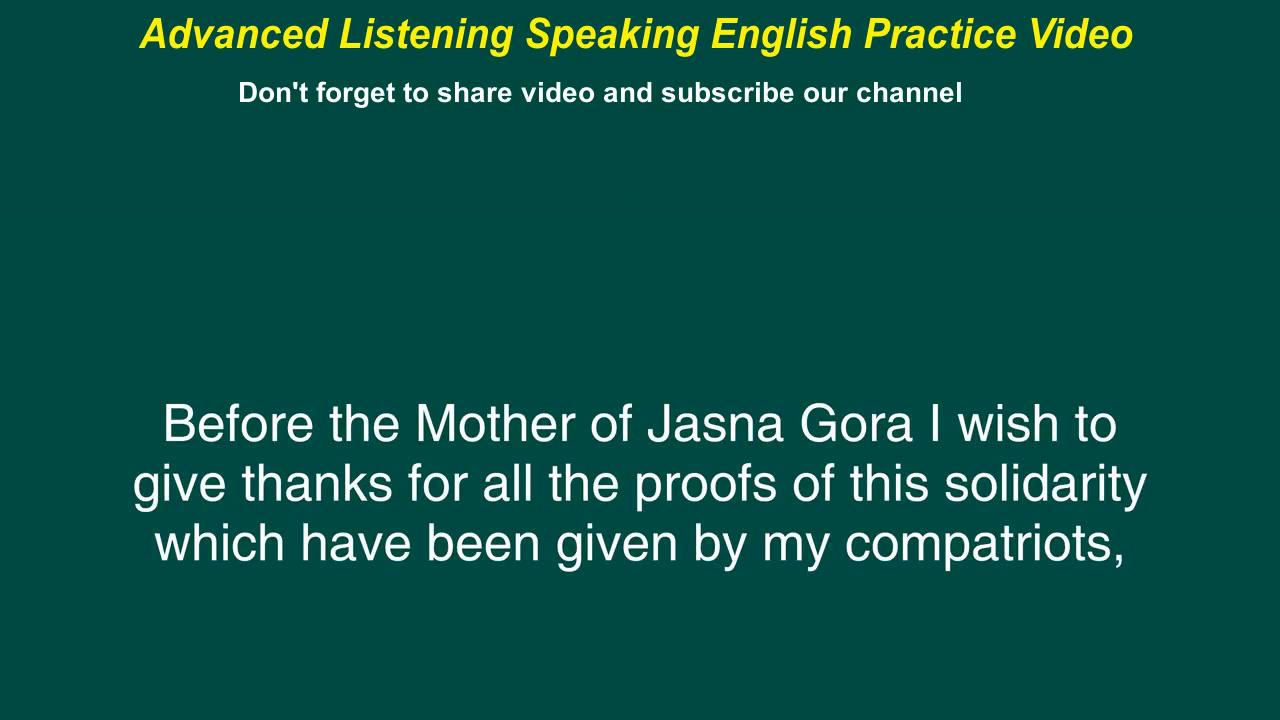 Advanced Listening Speaking English Practice Video
Don't forget to share video and subscribe our channel
Before the Mother of Jasna Gora I wish to
give thanks for all the proofs of this solidarity
which have been given by my compatriots,